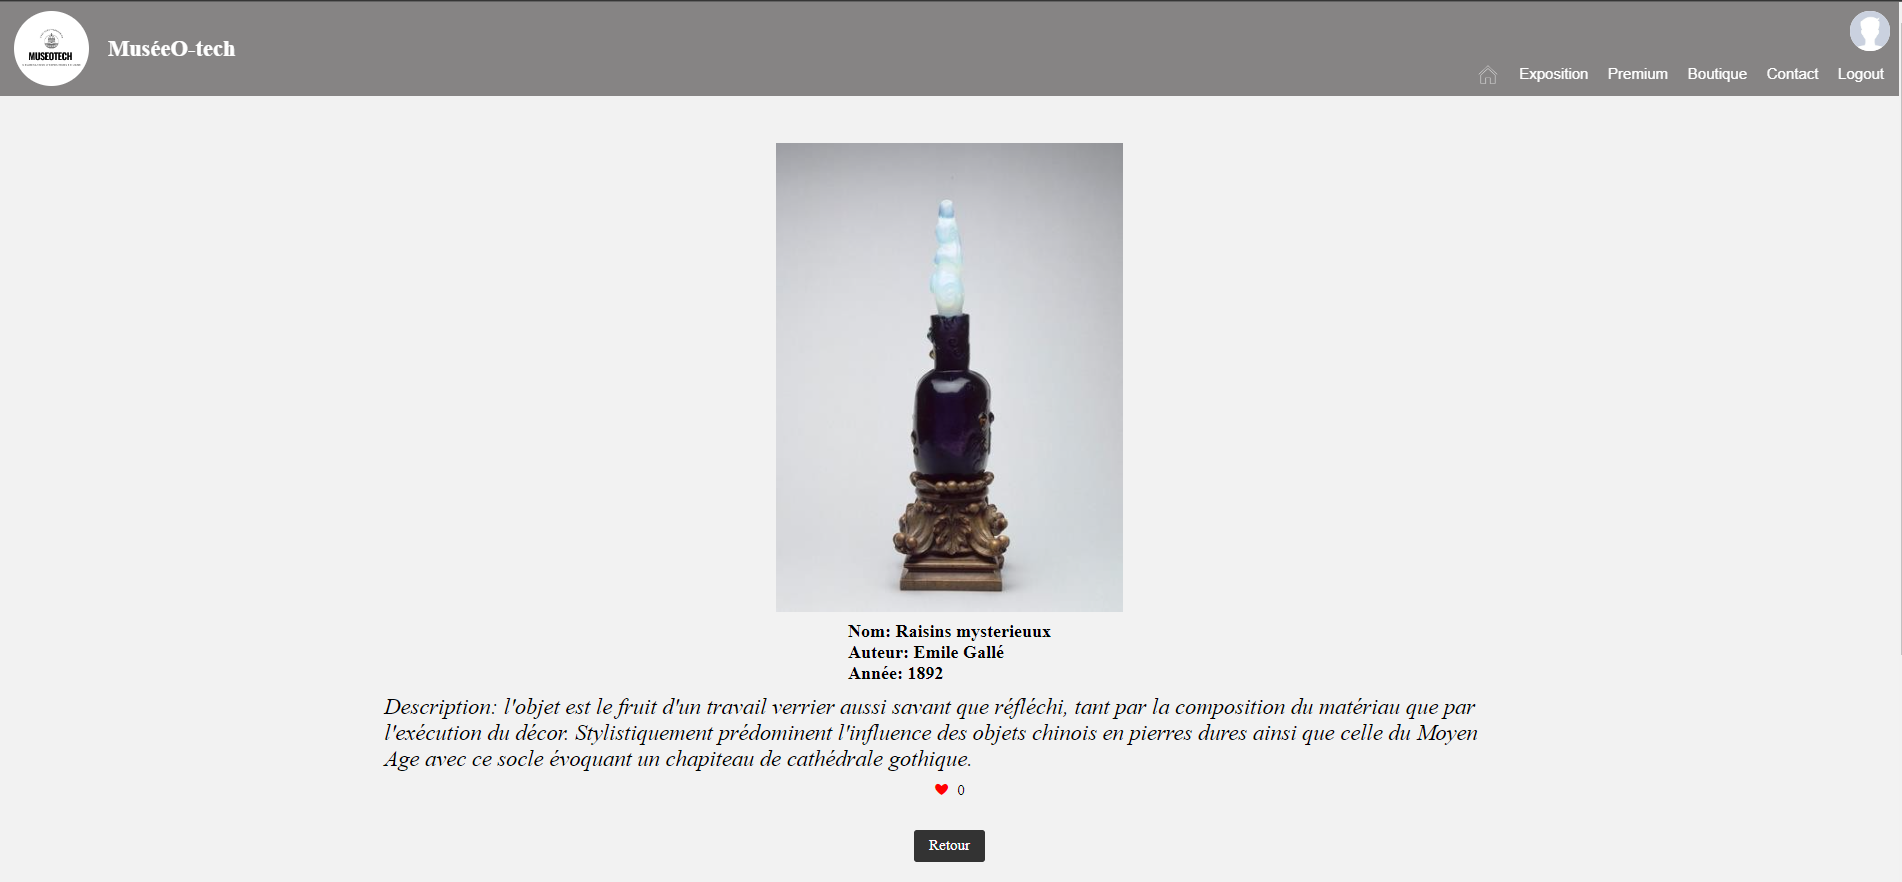 MUSEOTECH
MuséeO-tech
Exposition Premium Boutique Contact Logout
Nom: Raisins mysterieuux
Auteur: Emile Gallé
Année: 1892
Description: l'objet est le fruit d'un travail verrier aussi savant que réfléchi, tant par la composition du matériau que par
l'exécution du décor. Stylistiquement prédominent l'influence des objets chinois en pierres dures ainsi que celle du Moyen
Age avec ce socle évoquant un chapiteau de cathédrale gothique.
0
Retour